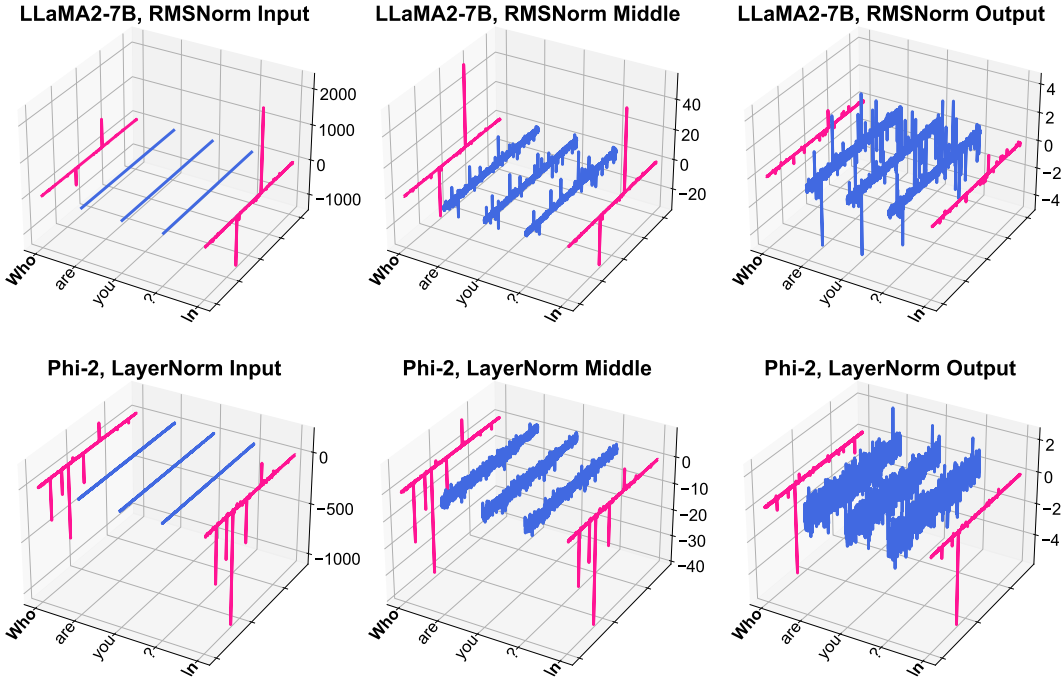 LLaMA2-7B, RMSNorm Input
2000
1000
0
−1000
Who
are
you
?
\n
LLaMA2-7B, RMSNorm Middle
40
20
0
−20
Who
are
you
?
\n
LLaMA2-7B, RMSNorm Output
4
2
0
−2
−4
Who
are
you
?
\n
Phi-2, LayerNorm Input
0
−500
−1000
Who
are
you
?
\n
Phi-2, LayerNorm Middle
0
−10
−20
−30
−40
Who
are
you
?
\n
Phi-2, LayerNorm Output
2
0
−2
−4
Who
are
you
?
\n